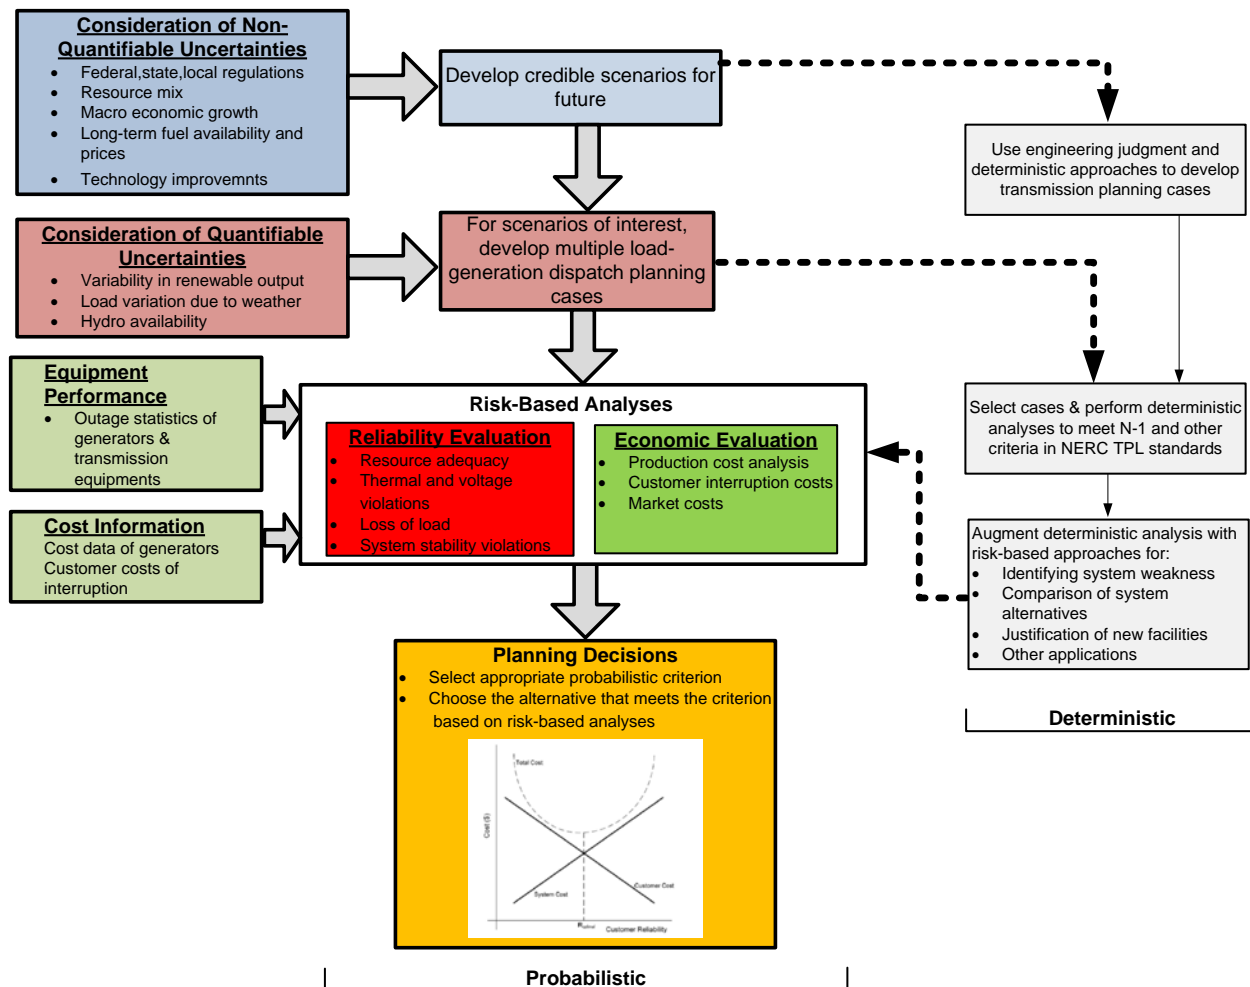 Consideration of Non-
Quantifiable Uncertainties
• Federal,state,local regulations
• Resource mix
• Macro economic growth
• Long-term fuel availability and
prices
• Technology improvemnts
Develop credible scenarios for
future
Use engineering judgment and
deterministic approaches to develop
transmission planning cases
Consideration of Quantifiable
Uncertainties
• Variability in renewable output
• Load variation due to weather
• Hydro availability
For scenarios of interest,
develop multiple load-
generation dispatch planning
cases
Equipment
Performance
• Outage statistics of
generators &
transmission
equipments
Cost Information
Cost data of generators
Customer costs of
interruption
Risk-Based Analyses
Reliability Evaluation
• Resource adequacy
• Thermal and voltage
violations
• Loss of load
• System stability violations
Economic Evaluation
• Production cost analysis
• Customer interruption costs
• Market costs
Select cases & perform deterministic
analyses to meet N-1 and other
criteria in NERC TPL standards
Augment deterministic analysis with
risk-based approaches for:
• Identifying system weakness
• Comparison of system
alternatives
• Justification of new facilities
• Other applications
Deterministic
Planning Decisions
• Select appropriate probabilistic criterion
• Choose the alternative that meets the criterion
based on risk-based analyses
Total Cost
Cost ($)
System Cost
Customer Cost
Customer Reliability
Probabilistic